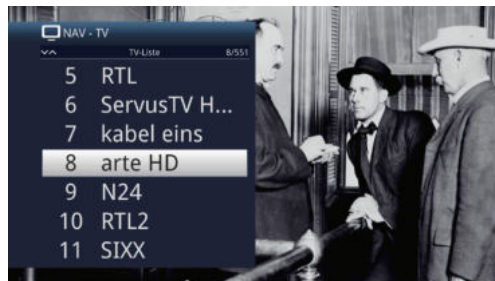 NAV - TV
TV-Liste 8/551
5 RTL
6 ServusTV H...
7 kabel eins
8 arte HD
9 N24
10 RTL2
11 SIXX